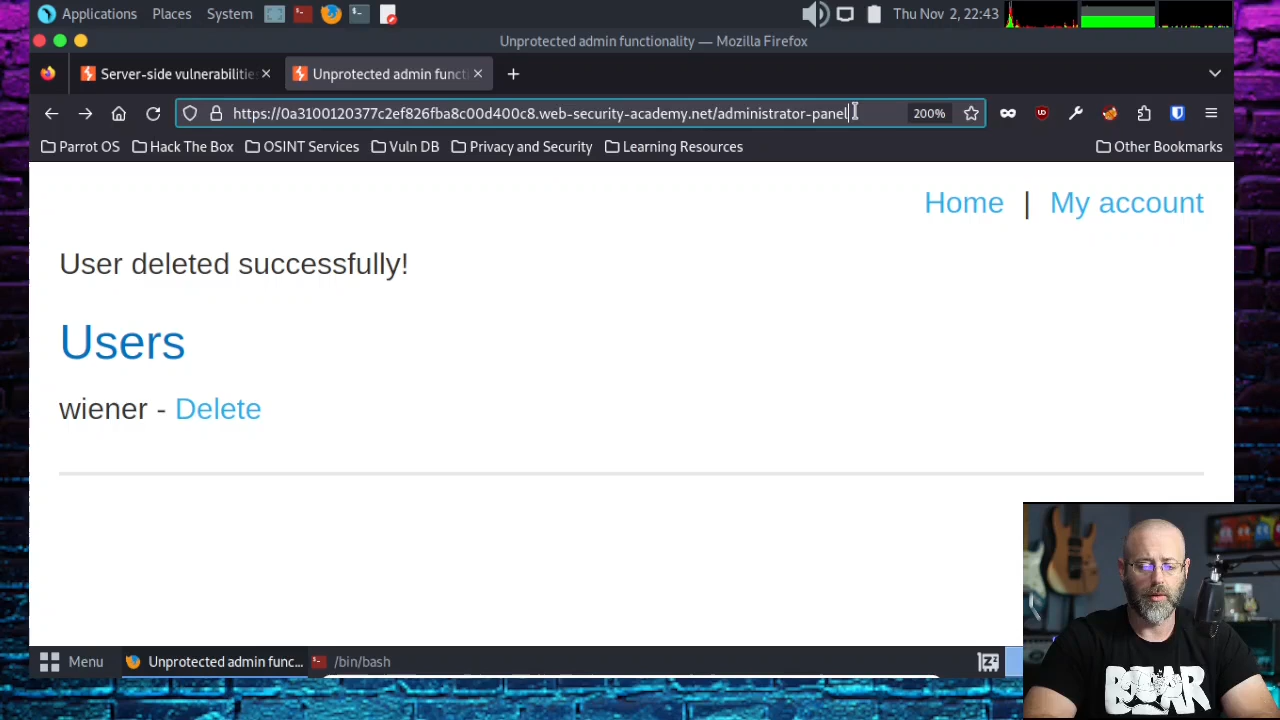 Applications Places System Thu Nov 2, 22:43
Unprotected admin functionality — Mozilla Firefox
Server-side vulnerabilitie Unprotected admin funct
https://0a3100120377c2ef826fba8c00d400c8.web-security-academy.net/administrator-panel 200%
Parrot OS Hack The Box OSINT Services Vuln DB Privacy and Security Learning Resources Other Bookmarks
Home | My account
User deleted successfully!
Users
wiener - Delete
Menu Unprotected admin func... /bin/bash